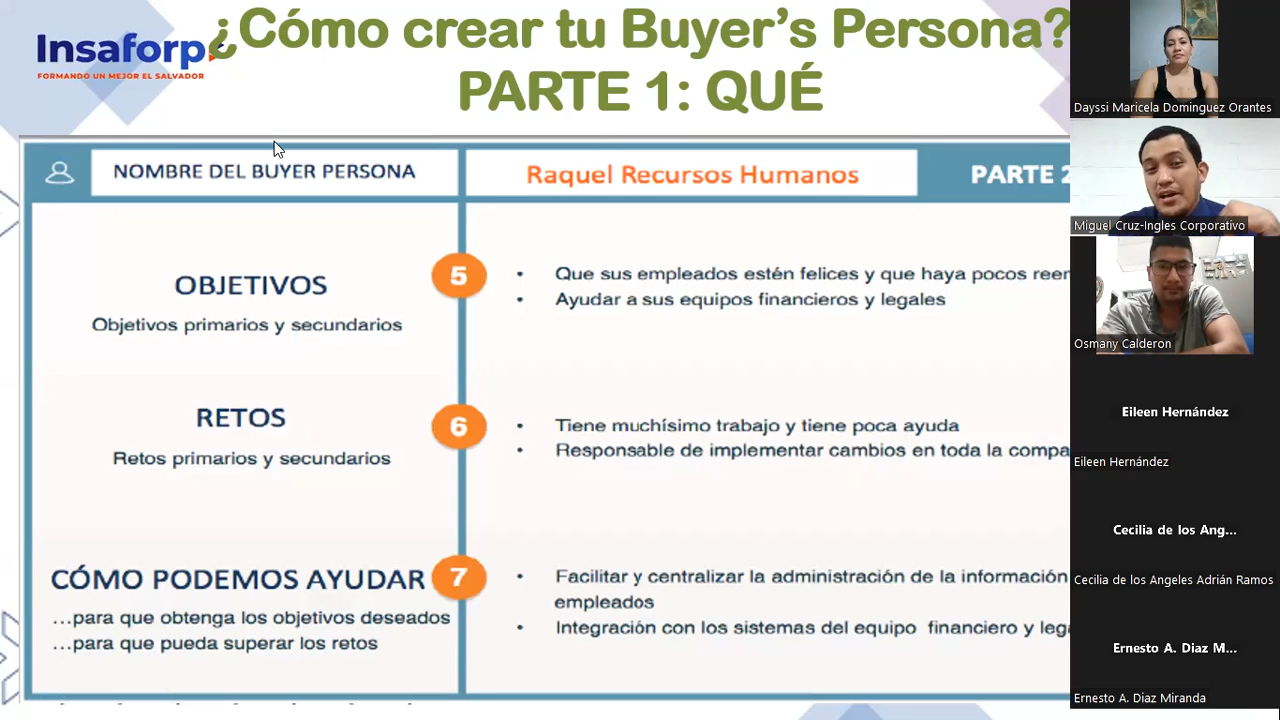 ¿Cómo crear tu Buyer's Persona?
PARTE 1: QUÉ
Insaforp
FORMANDO UN MEJOR EL SALVADOR
NOMBRE DEL BUYER PERSONA
Raquel Recursos Humanos
PARTE 2
OBJETIVOS
Objetivos primarios y secundarios
5
• Que sus empleados estén felices y que haya pocos
• Ayudar a sus equipos financieros y legales
RETOS
Retos primarios y secundarios
6
• Tiene muchísimo trabajo y tiene poca ayuda
• Responsable de implementar cambios en toda la
CÓMO PODEMOS AYUDAR
...para que obtenga los objetivos deseados
...para que pueda superar los retos
7
• Facilitar y centralizar la administración de la información
empleados
• Integración con los sistemas del equipo financiero y
Dayssi Maricela Dominguez Orantes
Miguel Cruz-Ingles Corporativo
Osmany Calderon
Eileen Hernández
Eileen Hernández
Cecilia de los Ang...
Cecilia de los Angeles Adrián Ramos
Ernesto A. Diaz M...
Ernesto A. Diaz Miranda